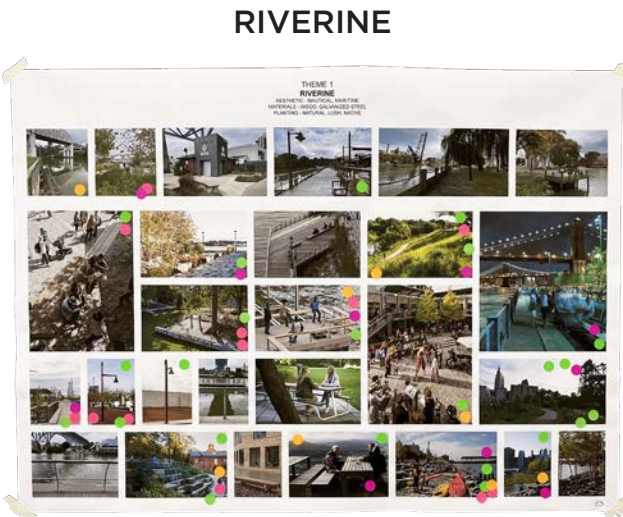 RIVERINE
THEME 1
RIVERINE
AESTHETIC - NAUTICAL, MARITIME
MATERIALS - WOOD, GALVANIZED STEEL
PLANTING - NATURAL, LUSH, NATIVE